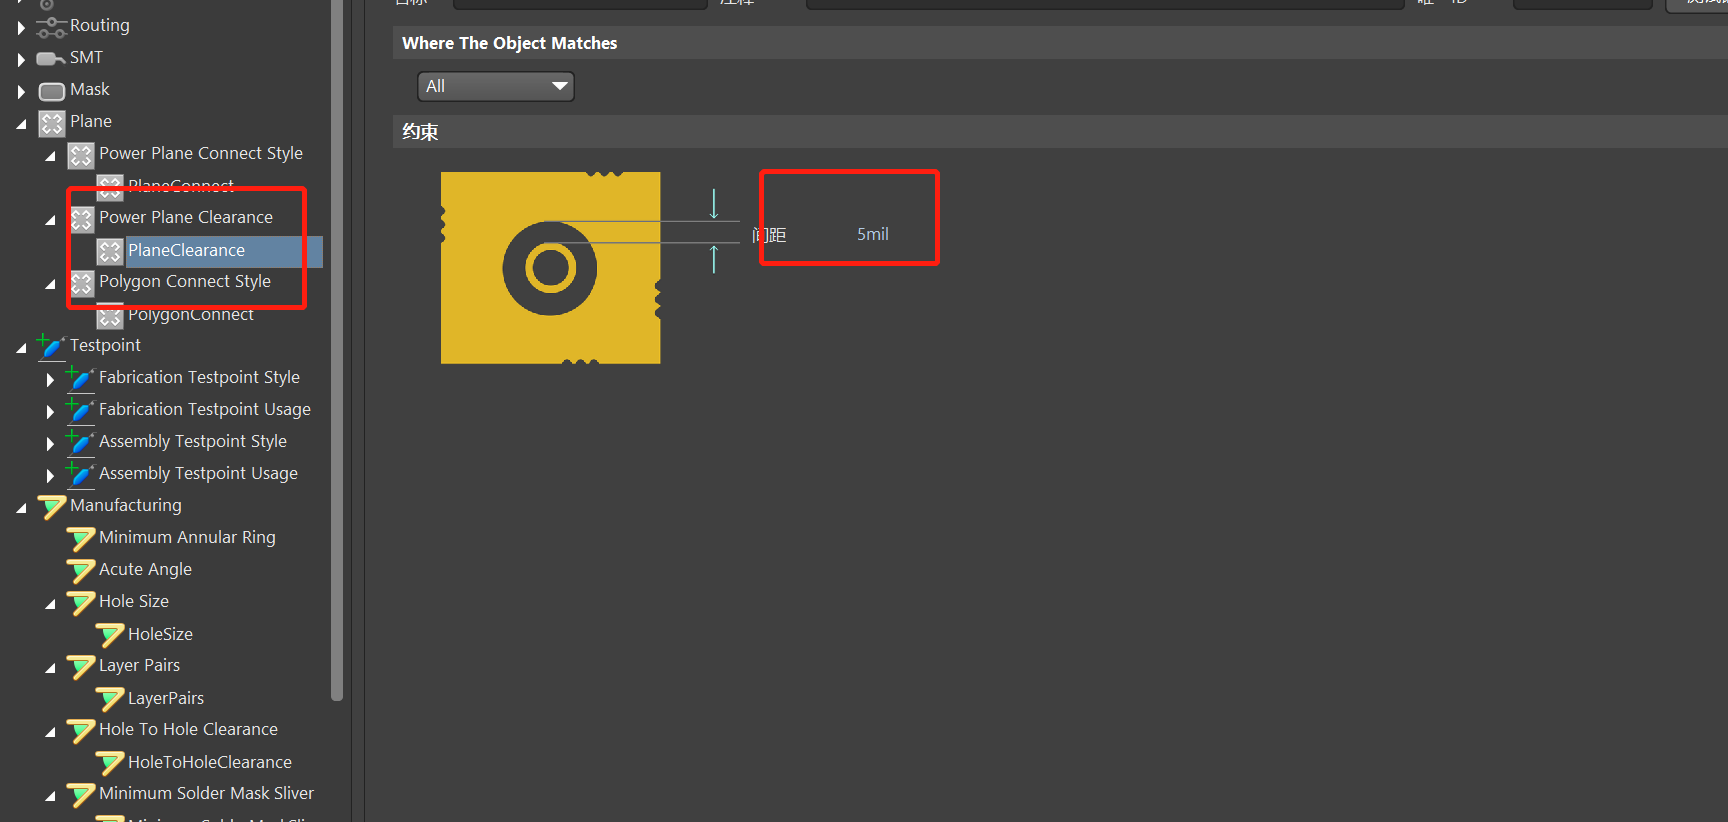 Routing
SMT
Mask
Plane
Power Plane Connect Style
PlaneConnect
Power Plane Clearance
PlaneClearance
Polygon Connect Style
PolygonConnect
Testpoint
Fabrication Testpoint Style
Fabrication Testpoint Usage
Assembly Testpoint Style
Assembly Testpoint Usage
Manufacturing
Minimum Annular Ring
Acute Angle
Hole Size
HoleSize
Layer Pairs
LayerPairs
Hole To Hole Clearance
HoleToHoleClearance
Minimum Solder Mask Sliver
Where The Object Matches
All
约束
间距 5mil